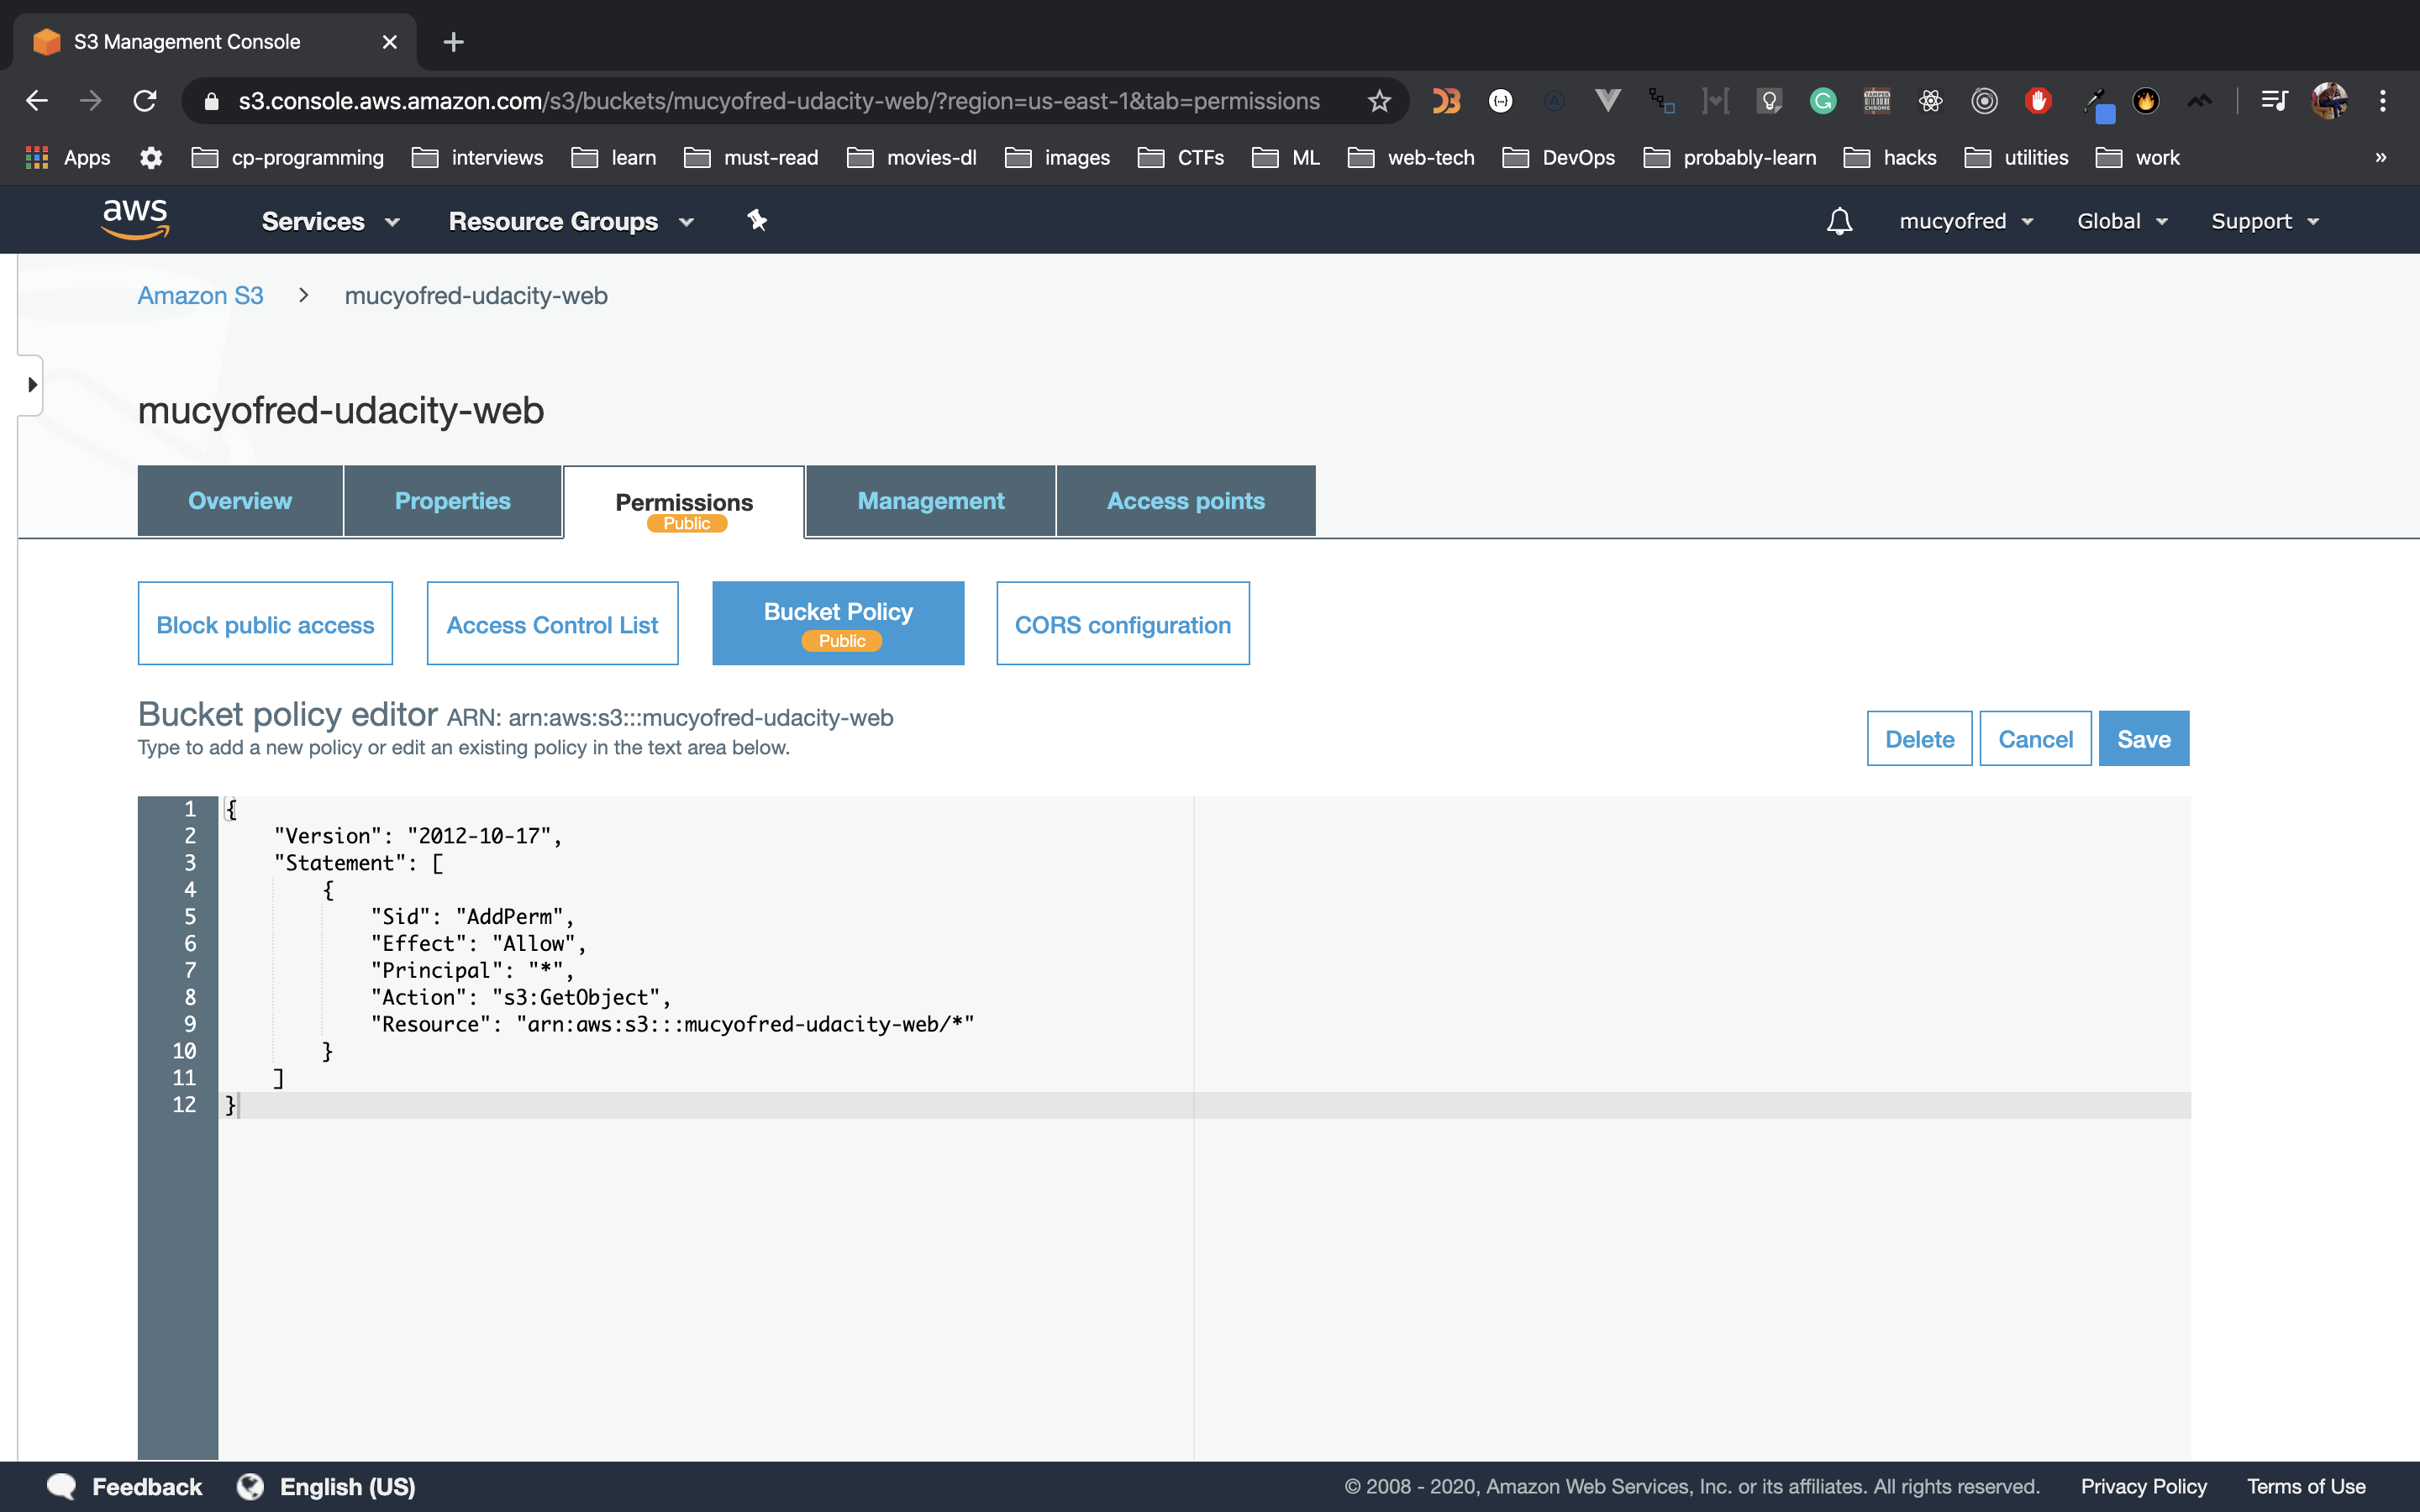 S3 Management Console
s3.console.aws.amazon.com/s3/buckets/mucyofred-udacity-web/?region=us-east-1&tab=permissions
Apps cp-programming interviews learn must-read movies-dl images CTFs ML web-tech DevOps probably-learn hacks utilities work »
aws Services Resource Groups mucyofred Global Support
Amazon S3 > mucyofred-udacity-web
mucyofred-udacity-web
Overview Properties Permissions Management Access points
Public
Block public access Access Control List Bucket Policy CORS configuration
Public
Bucket policy editor ARN: arn:aws:s3:::mucyofred-udacity-web
Type to add a new policy or edit an existing policy in the text area below.
Delete Cancel Save
1 {
2 "Version": "2012-10-17",
3 "Statement": [
4 {
5 "Sid": "AddPerm",
6 "Effect": "Allow",
7 "Principal": "*",
8 "Action": "s3:GetObject",
9 "Resource": "arn:aws:s3:::mucyofred-udacity-web/*"
10 }
11 ]
12 }
Feedback English (US) © 2008 - 2020, Amazon Web Services, Inc. or its affiliates. All rights reserved. Privacy Policy Terms of Use